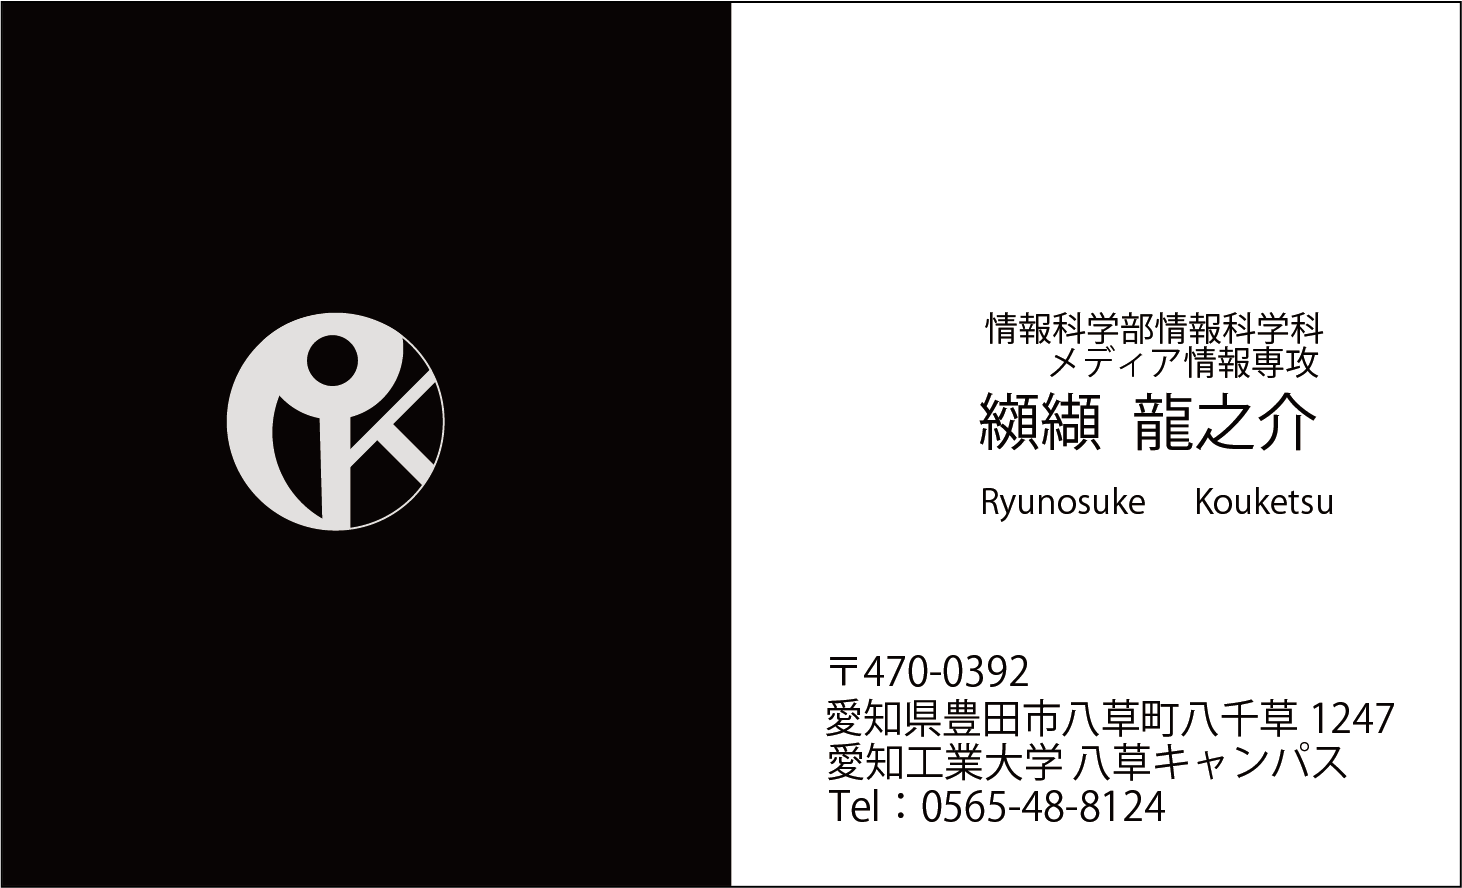 情報科学部情報科学科
メディア情報専攻
纐纈 龍之介
Ryunosuke Kouketsu
〒470-0392
愛知県豊田市八草町八千草 1247
愛知工業大学 八草キャンパス
Tel：0565-48-8124